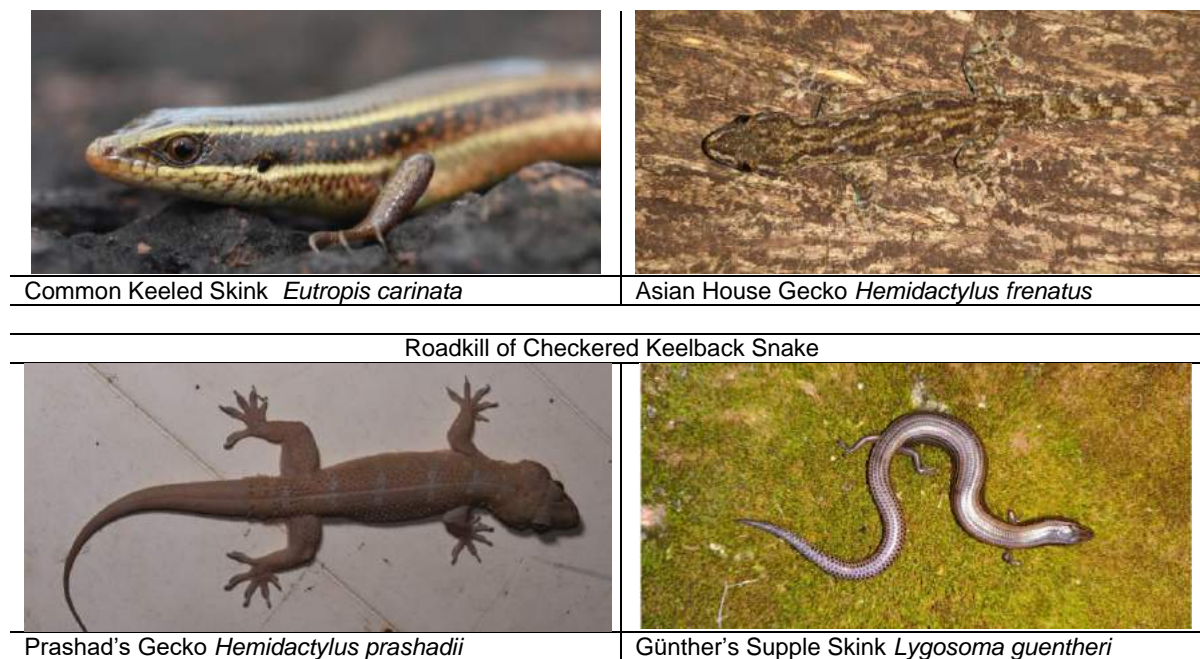 Common Keeled Skink Eutropis carinata
Asian House Gecko Hemidactylus frenatus
Roadkill of Checkered Keelback Snake
Prashad’s Gecko Hemidactylus prashadii
Günther’s Supple Skink Lygosoma guentheri